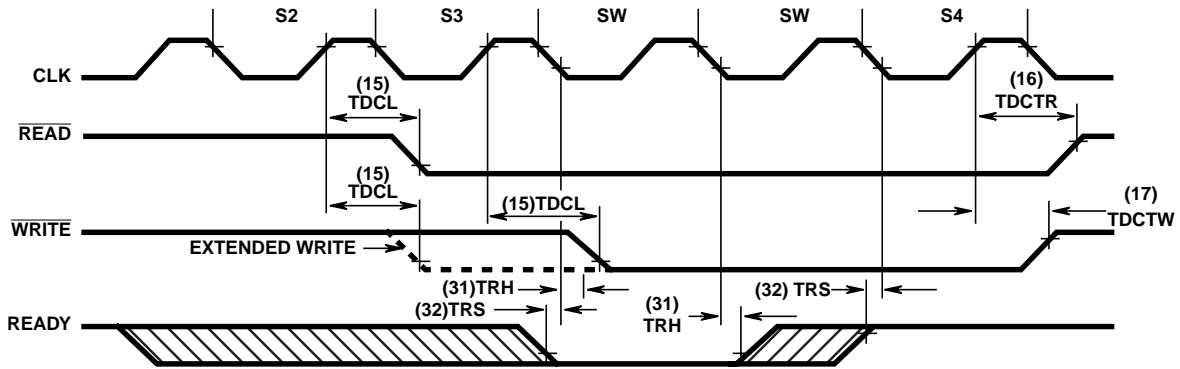 S2 S3 SW SW S4
CLK
(15)
TDCL
(16)
TDCTR
READ
(15)
TDCL
(15)TDCL
(17)
TDCTW
WRITE
EXTENDED WRITE
(31)TRH
(32)TRS
(31)
TRH
(32) TRS
READY